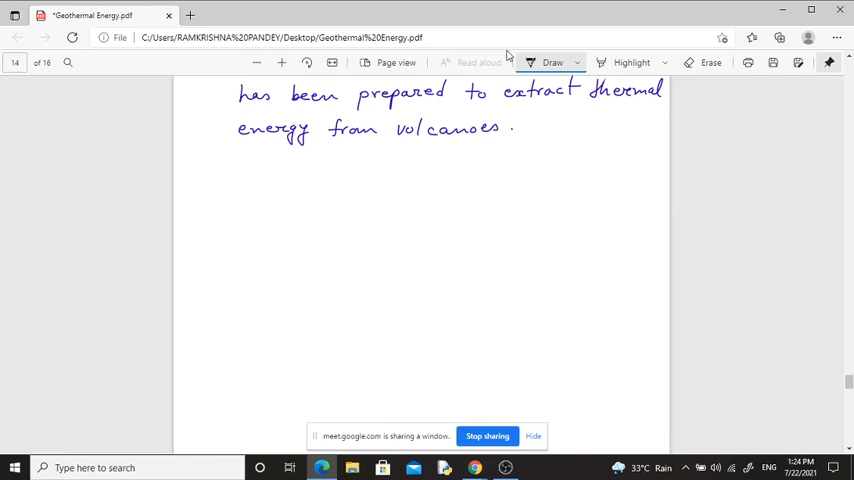 *Geothermal Energy.pdf
File C:/Users/RAMKRISHNA%20PANDEY/Desktop/Geothermal%20Energy.pdf
14 of 16 Page view Read aloud Draw Highlight Erase
has been prepared to extract thermal
energy from volcanoes.
meet.google.com is sharing a window. Stop sharing Hide
Type here to search 33°C Rain ENG 1:24 PM
7/22/2021